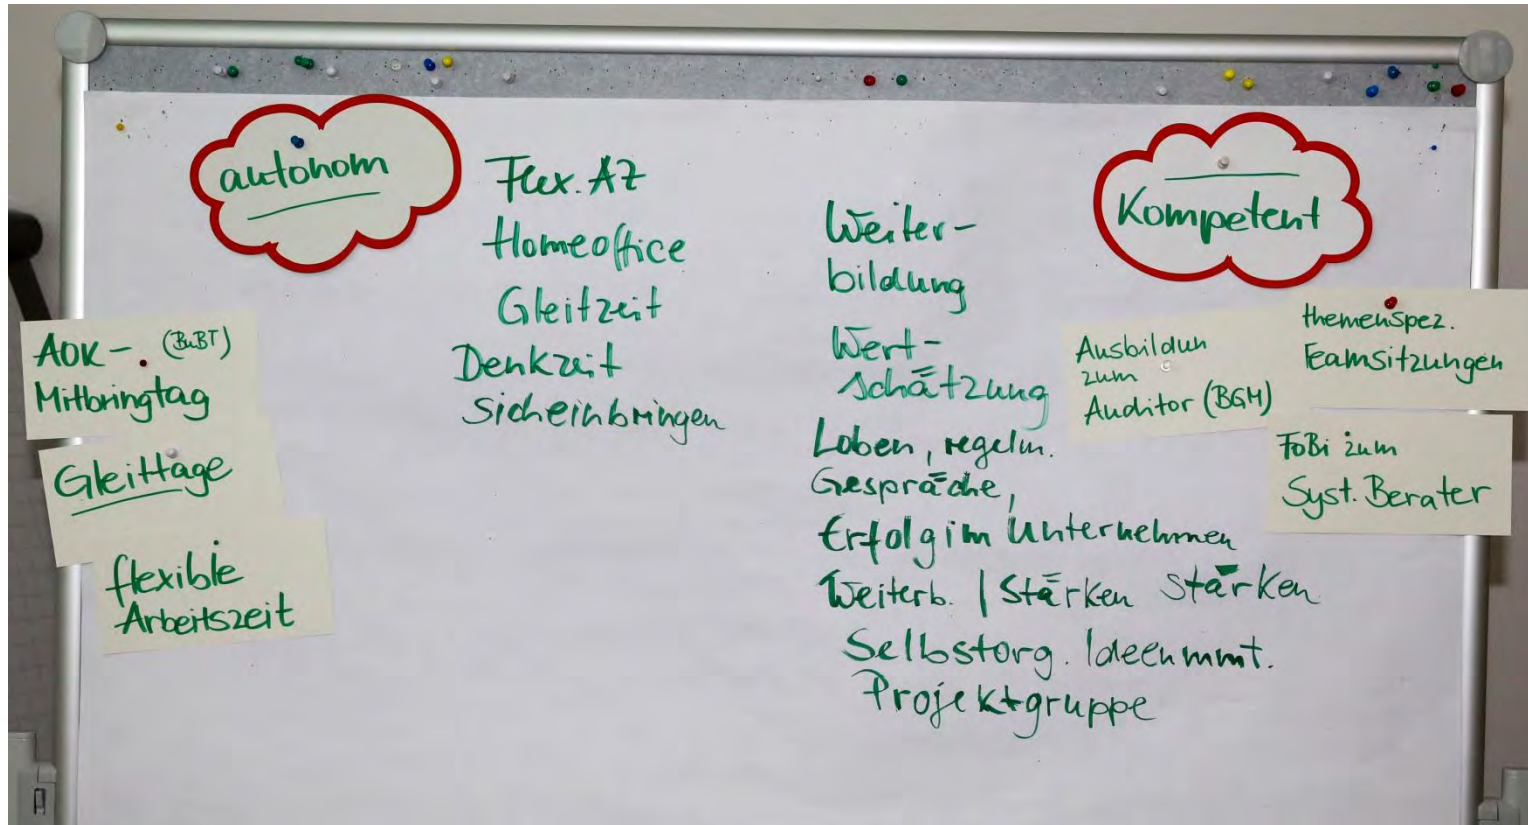 autonom
Flex. AZ
Homeoffice
Gleitzeit
Denkzeit
Sicheinbringen
AOK - (BuBT)
Mitbringtag
Gleittage
flexible
Arbeitszeit
Kompetent
Weiter-
bildung
Wert-
schätzung
Loben, regelm.
Gespräche,
Erfolg im Unternehmen
Weiterb. | Stärken stärken
Selbstorg. Ideenmmt.
Projektgruppe
Ausbildun
zum
Auditor (BGM)
themenspez.
Teamsitzungen
FoBi zum
Syst. Berater